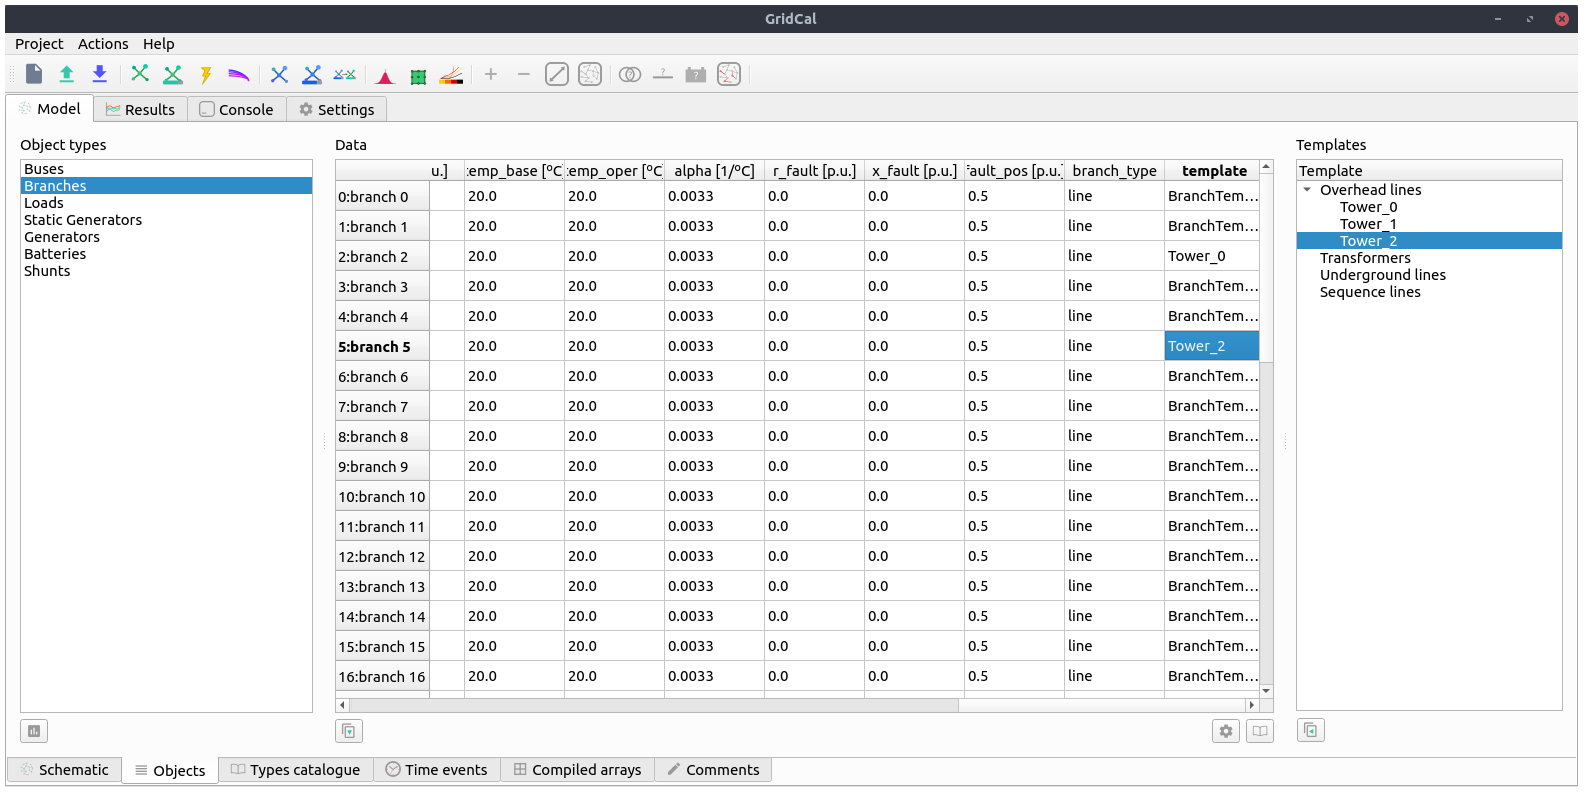 GridCal
Project Actions Help
Model Results Console Settings
Object types
Buses
Branches
Loads
Static Generators
Generators
Batteries
Shunts
Data
u.] temp_base [ºC] temp_oper [ºC] alpha [1/ºC] r_fault [p.u.] x_fault [p.u.] fault_pos [p.u.] branch_type template
0:branch 0 20.0 20.0 0.0033 0.0 0.0 0.5 line BranchTem...
1:branch 1 20.0 20.0 0.0033 0.0 0.0 0.5 line BranchTem...
2:branch 2 20.0 20.0 0.0033 0.0 0.0 0.5 line Tower_0
3:branch 3 20.0 20.0 0.0033 0.0 0.0 0.5 line BranchTem...
4:branch 4 20.0 20.0 0.0033 0.0 0.0 0.5 line BranchTem...
5:branch 5 20.0 20.0 0.0033 0.0 0.0 0.5 line Tower_2
6:branch 6 20.0 20.0 0.0033 0.0 0.0 0.5 line BranchTem...
7:branch 7 20.0 20.0 0.0033 0.0 0.0 0.5 line BranchTem...
8:branch 8 20.0 20.0 0.0033 0.0 0.0 0.5 line BranchTem...
9:branch 9 20.0 20.0 0.0033 0.0 0.0 0.5 line BranchTem...
10:branch 10 20.0 20.0 0.0033 0.0 0.0 0.5 line BranchTem...
11:branch 11 20.0 20.0 0.0033 0.0 0.0 0.5 line BranchTem...
12:branch 12 20.0 20.0 0.0033 0.0 0.0 0.5 line BranchTem...
13:branch 13 20.0 20.0 0.0033 0.0 0.0 0.5 line BranchTem...
14:branch 14 20.0 20.0 0.0033 0.0 0.0 0.5 line BranchTem...
15:branch 15 20.0 20.0 0.0033 0.0 0.0 0.5 line BranchTem...
16:branch 16 20.0 20.0 0.0033 0.0 0.0 0.5 line BranchTem...
Templates
Template
Overhead lines
Tower_0
Tower_1
Tower_2
Transformers
Underground lines
Sequence lines
Schematic Objects Types catalogue Time events Compiled arrays Comments